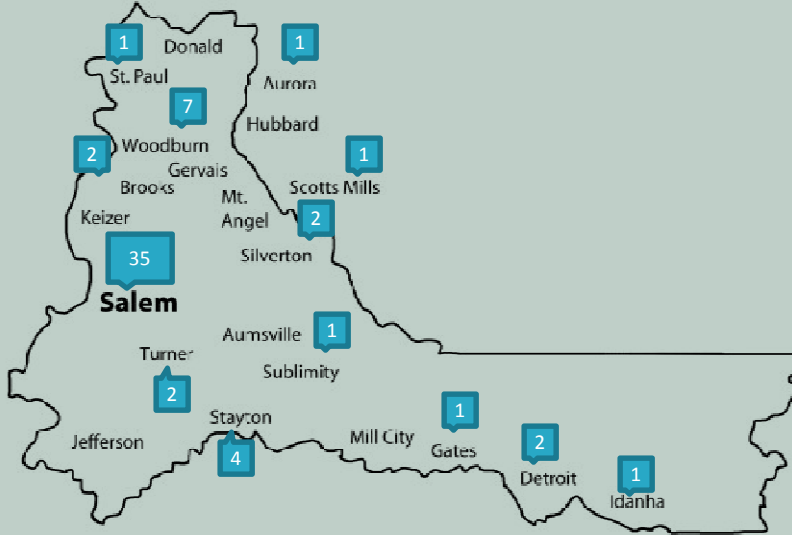 1
Donald
1
St. Paul
Aurora
7
Hubbard
2
Woodburn
1
Gervais
Brooks
Scotts Mills
Mt.
Angel
Keizer
2
35
Silverton
Salem
Aumsville
1
Turner
Sublimity
2
Stayton
1
Jefferson
Mill City
Gates
2
4
Detroit
1
Idanha